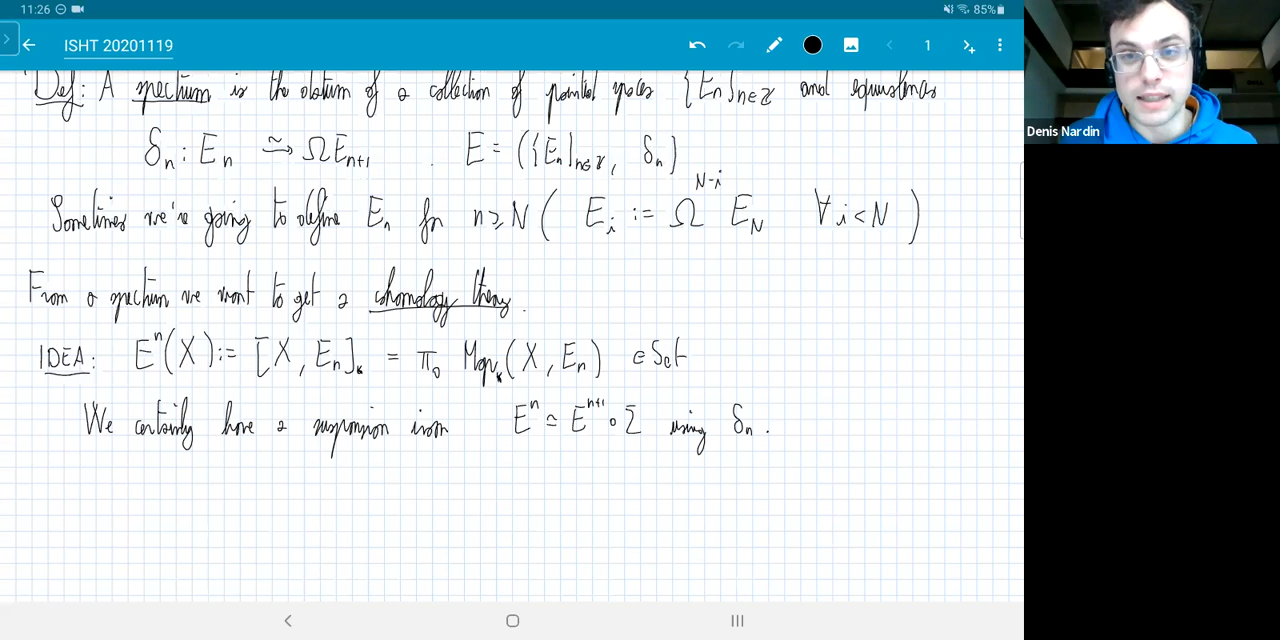 11:26 85%
ISHT 20201119 1
Def: A spectrum is the datum of a collection of pointed spaces {En}n∈ℤ and equivalences
δn : En ⥲ ΩEn+1 . E = ({En}n∈ℤ, δn)
Sometimes we're going to define En for n ≥ N ( Ei := Ω^{N-i} EN ∀ i < N )
From a spectrum we want to get a cohomology theory.
IDEA: E^n(X) := [X, En]_* = π0 Map_*(X, En) ∈ Set
We certainly have a suspension isom E^n ≃ E^{n+1} ∘ Σ using δn.
Denis Nardin